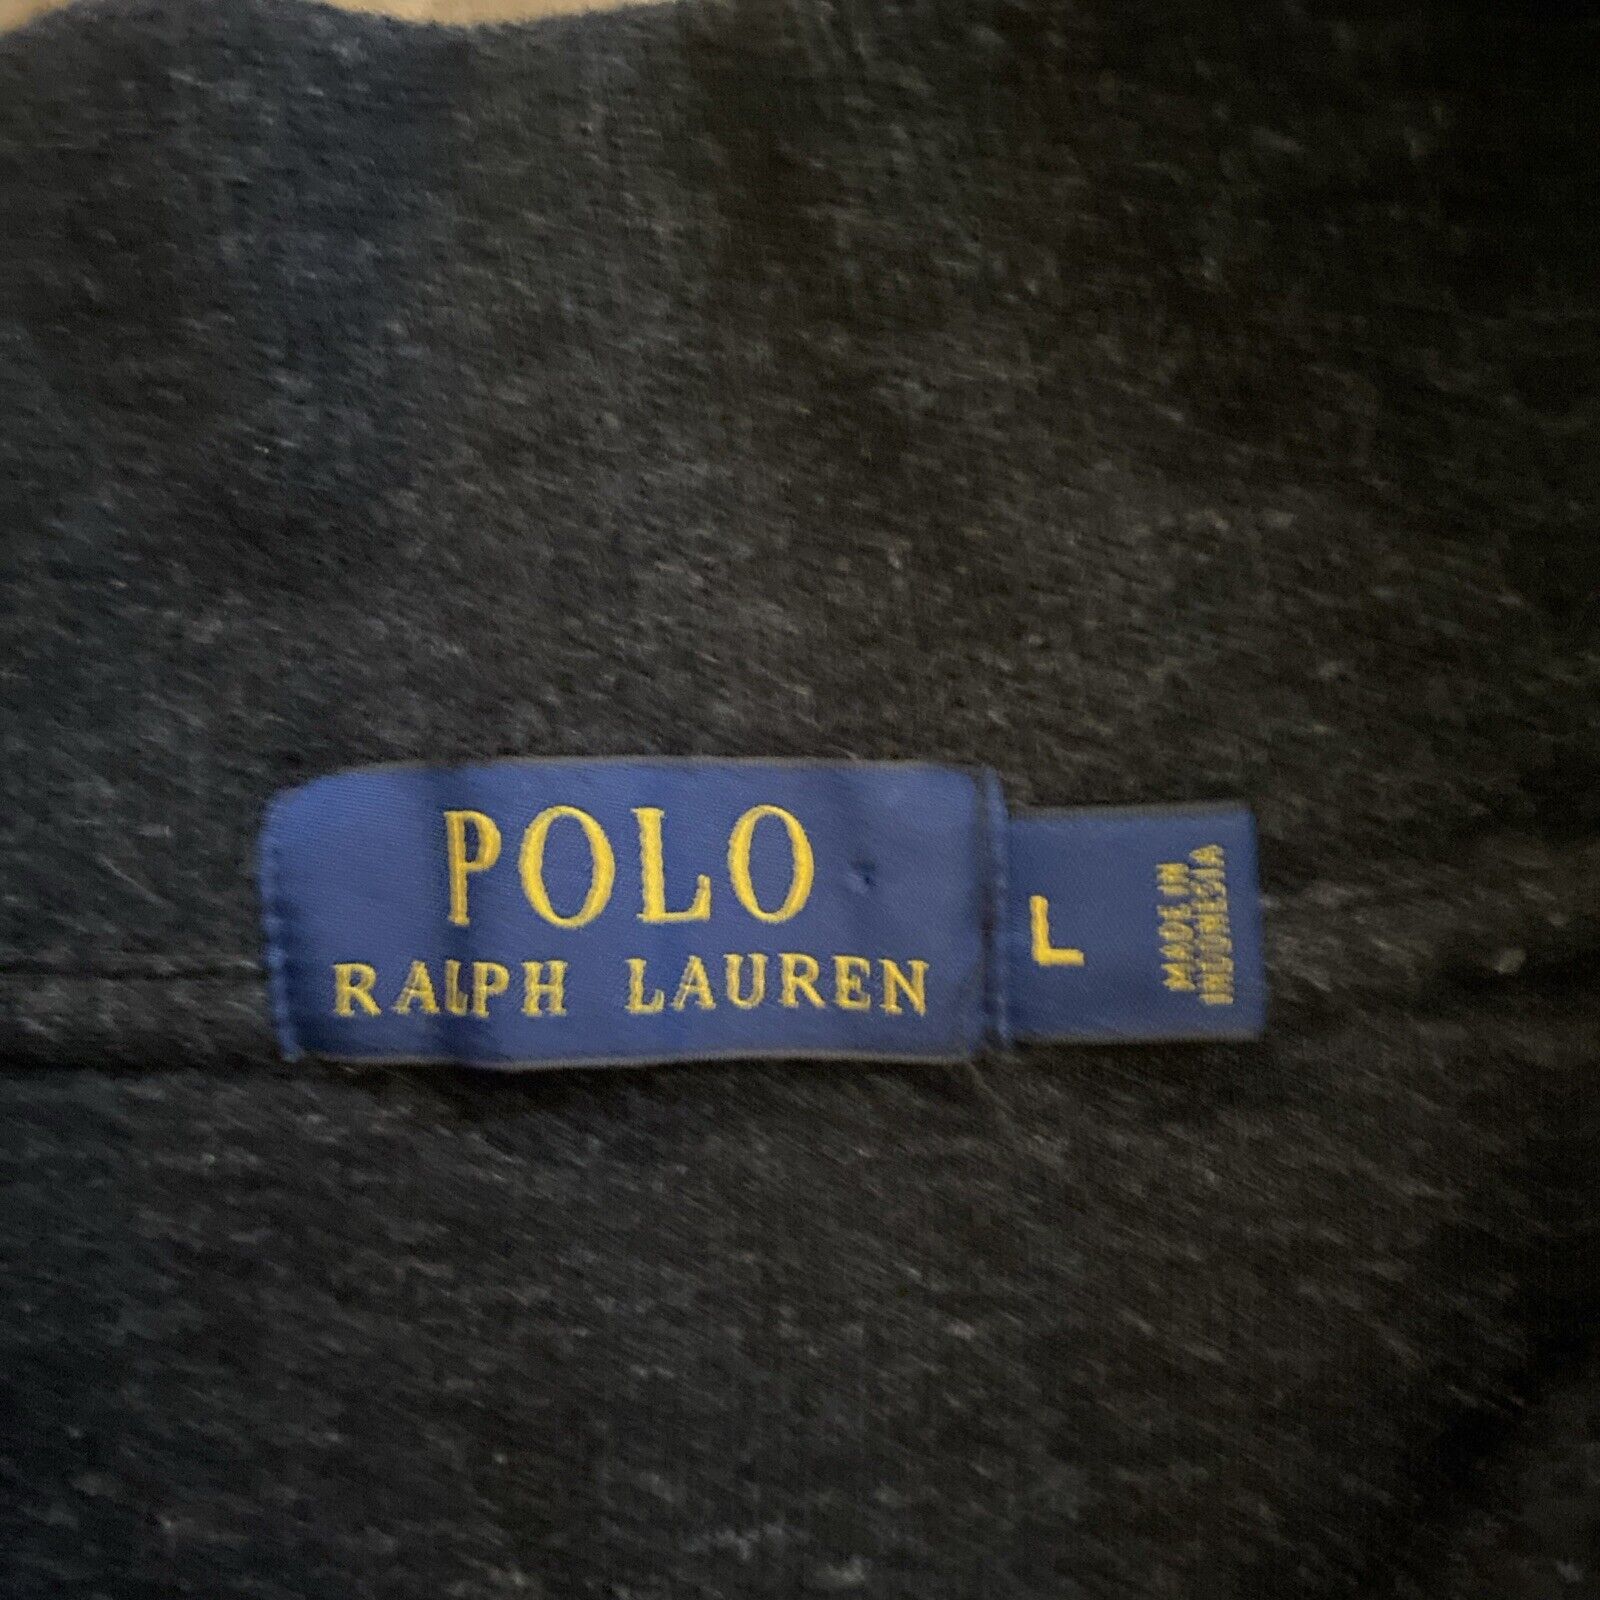 POLO
RALPH LAUREN
L
MADE IN
INDONESIA